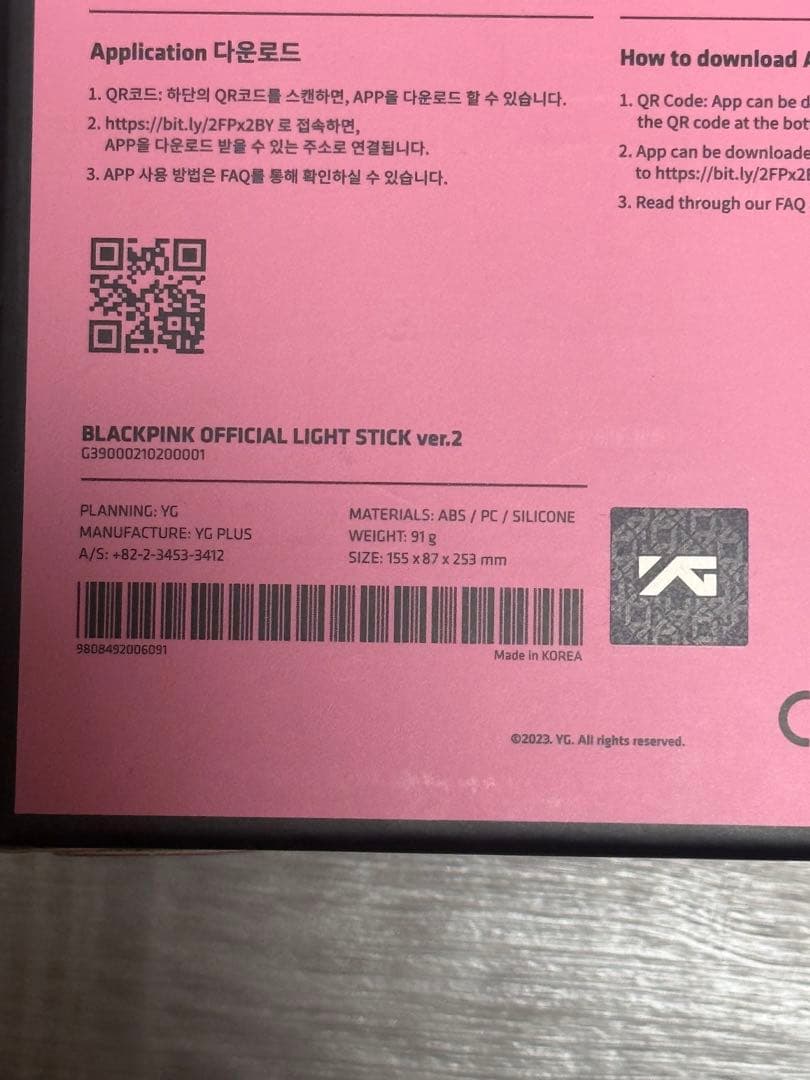 Application 다운로드
1. QR코드: 하단의 QR코드를 스캔하면, APP을 다운로드 할 수 있습니다.
2. https://bit.ly/2FPx2BY 로 접속하면,
APP을 다운로드 받을 수 있는 주소로 연결됩니다.
3. APP 사용 방법은 FAQ를 통해 확인하실 수 있습니다.
How to download
1. QR Code: App can be
the QR code at the
2. App can be
to
3. Read through our FAQ
BLACKPINK OFFICIAL LIGHT STICK ver.2
G39000210200001
PLANNING: YG
MANUFACTURE: YG PLUS
A/S: +82-2-3453-3412
MATERIALS: ABS / PC / SILICONE
WEIGHT: 91 g
SIZE: 155 x 87 x 253 mm
YG
9808492006091
Made in KOREA
©2023. YG. All rights reserved.